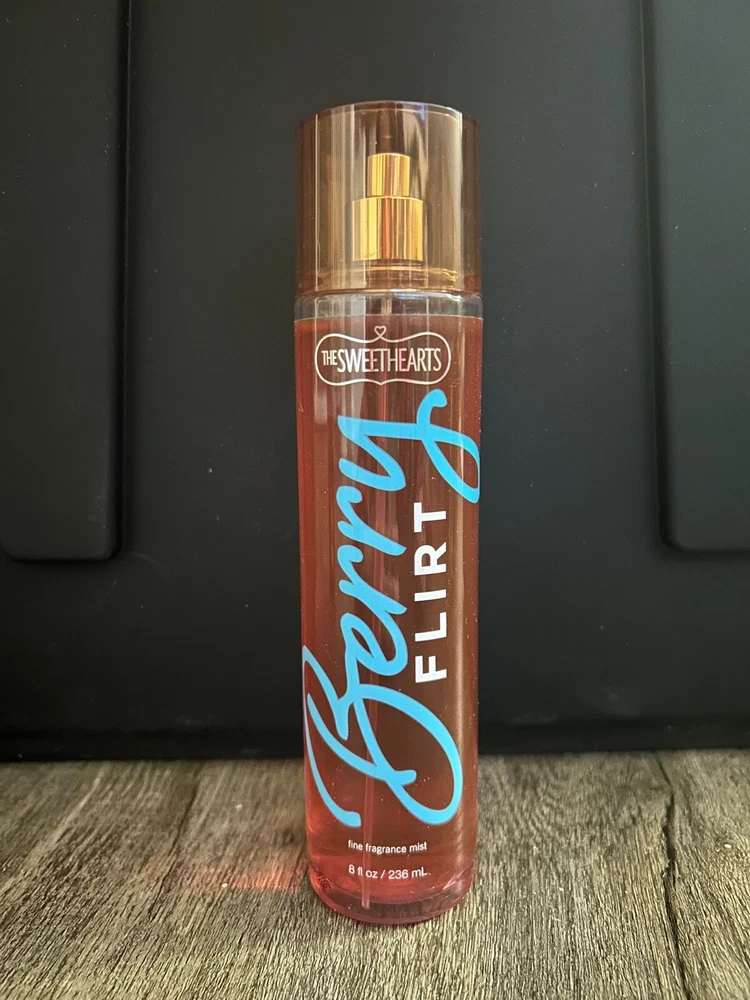 THE SWEETHEARTS
Berry
FLIRT
fine fragrance mist
8 fl oz / 236 mL